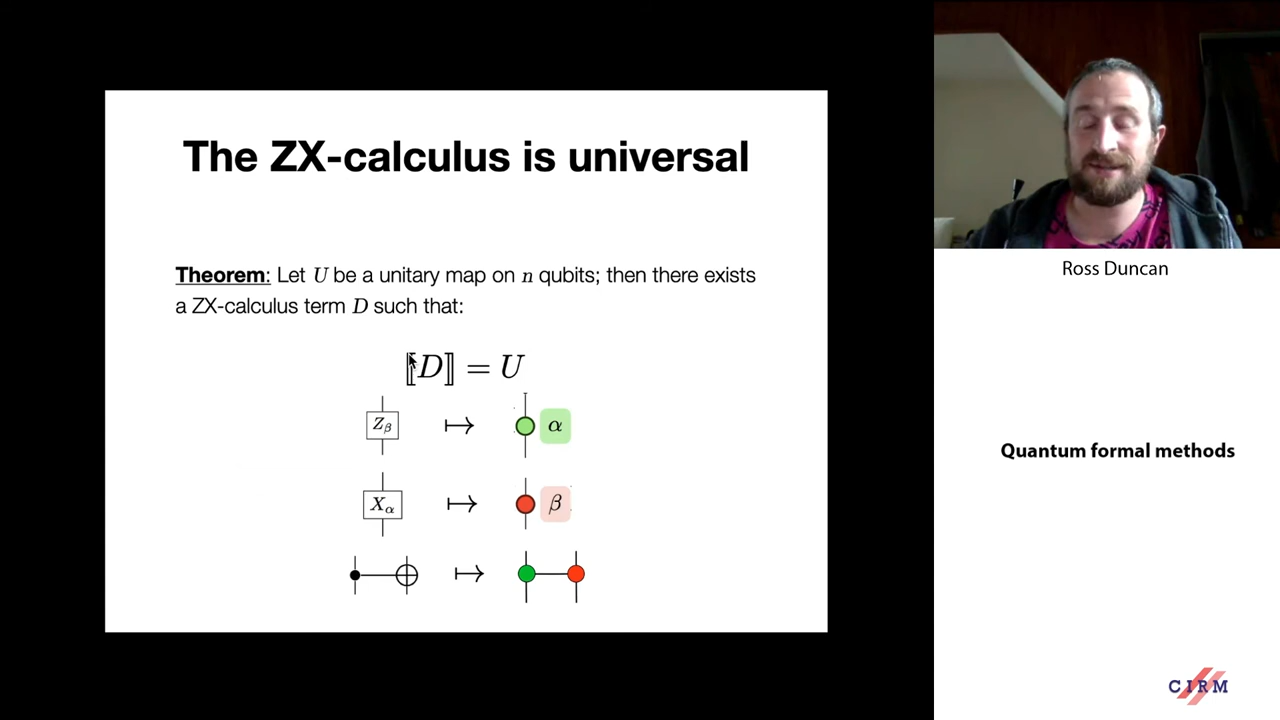 The ZX-calculus is universal
Theorem: Let U be a unitary map on n qubits; then there exists
a ZX-calculus term D such that:
⟦D⟧ = U
Z_β ↦ α
X_α ↦ β
↦
Ross Duncan
Quantum formal methods
CIRM